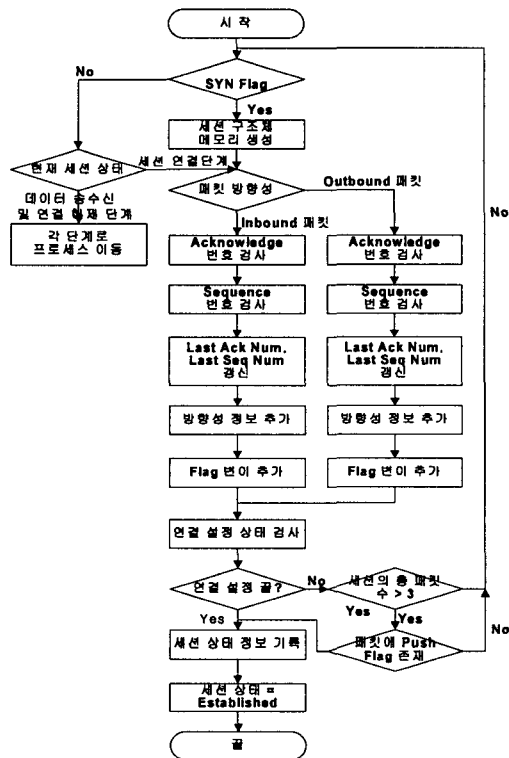 시 작
No
SYN Flag
Yes
세션 구조체
메모리 생성
현재 세션 상태
세션 연결단계
패킷 방향성
Outbound 패킷
No
데이터 송수신
및 연결 해제 단계
Inbound 패킷
각 단계로
프로세스 이동
Acknowledge
번호 검사
Acknowledge
번호 검사
Sequence
번호 검사
Sequence
번호 검사
Last Ack Num,
Last Seq Num
갱신
Last Ack Num,
Last Seq Num
갱신
방향성 정보 추가
방향성 정보 추가
Flag 변이 추가
Flag 변이 추가
연결 설정 상태 검사
연결 설정 끝?
No
세션의 총 패킷
수 > 3
Yes
Yes
Yes
No
세션 상태 정보 기록
패킷에 Push
Flag 존재
세션 상태 =
Established
끝